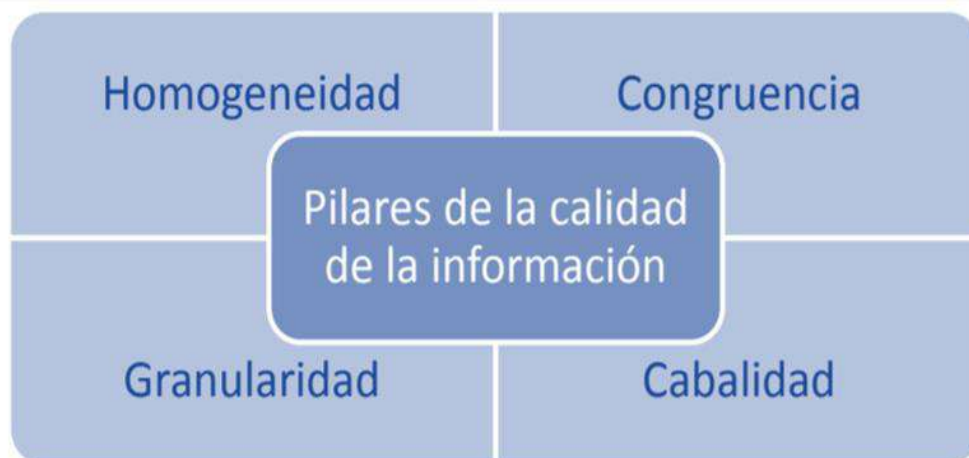 Homogeneidad
Congruencia
Pilares de la calidad
de la información
Granularidad
Cabalidad